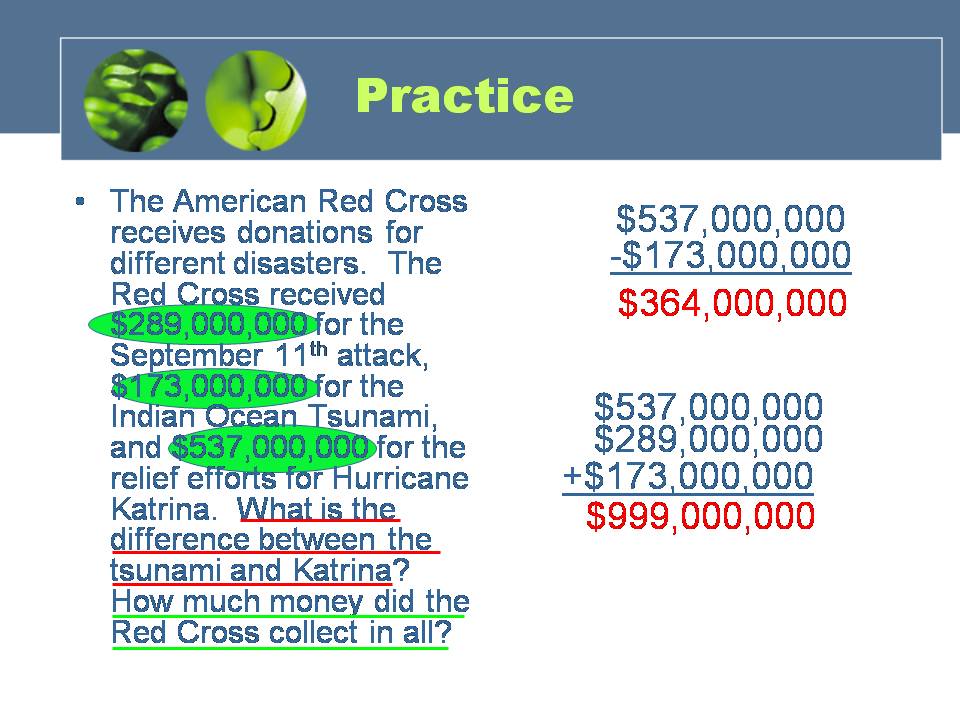 Practice
• The American Red Cross
receives donations for
different disasters.  The
Red Cross received
$289,000,000 for the
September 11th attack,
$173,000,000 for the
Indian Ocean Tsunami,
and $537,000,000 for the
relief efforts for Hurricane
Katrina.  What is the
difference between the
tsunami and Katrina?
How much money did the
Red Cross collect in all?
$537,000,000
-$173,000,000
$364,000,000
$537,000,000
$289,000,000
+$173,000,000
$999,000,000